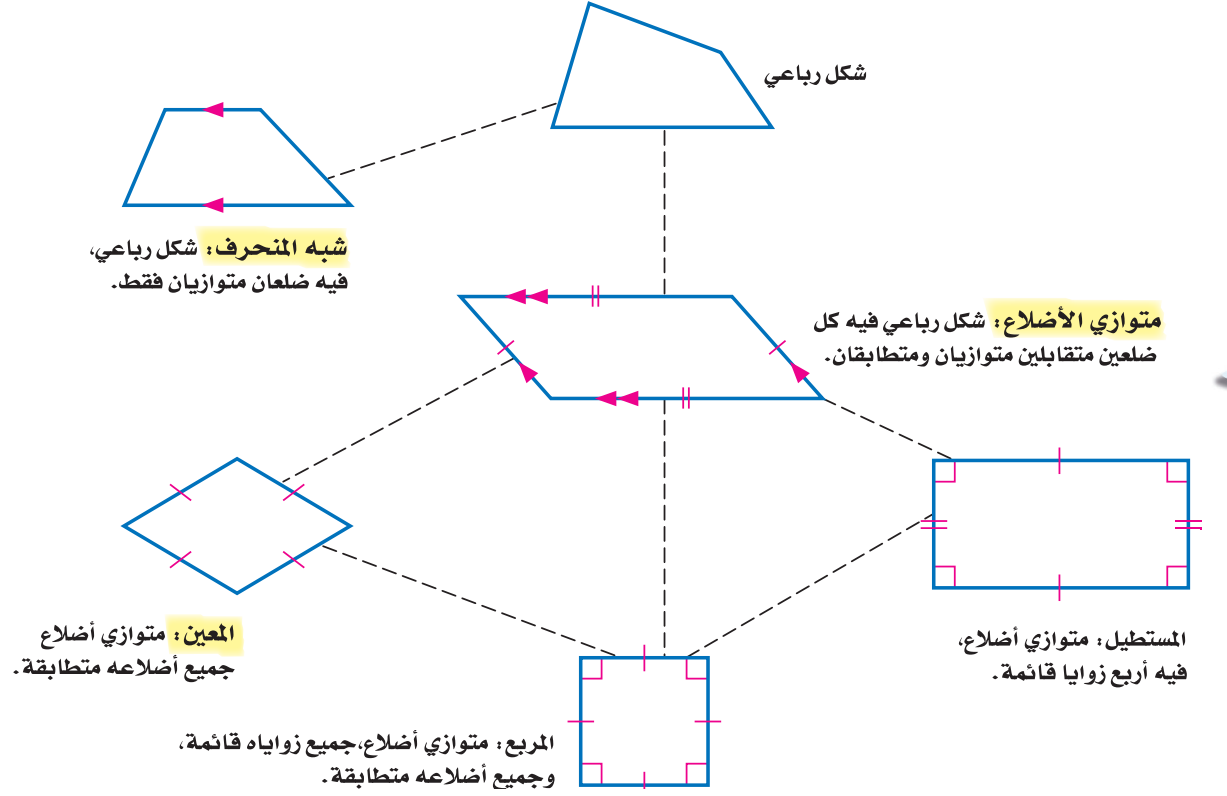 شكل رباعي
شبه المنحرف: شكل رباعي،
فيه ضلعان متوازيان فقط.
متوازي الأضلاع: شكل رباعي فيه كل
ضلعين متقابلين متوازيان ومتطابقان.
المستطيل: متوازي أضلاع،
فيه أربع زوايا قائمة.
المعين: متوازي أضلاع
جميع أضلاعه متطابقة.
المربع: متوازي أضلاع،جميع زواياه قائمة،
وجميع أضلاعه متطابقة.